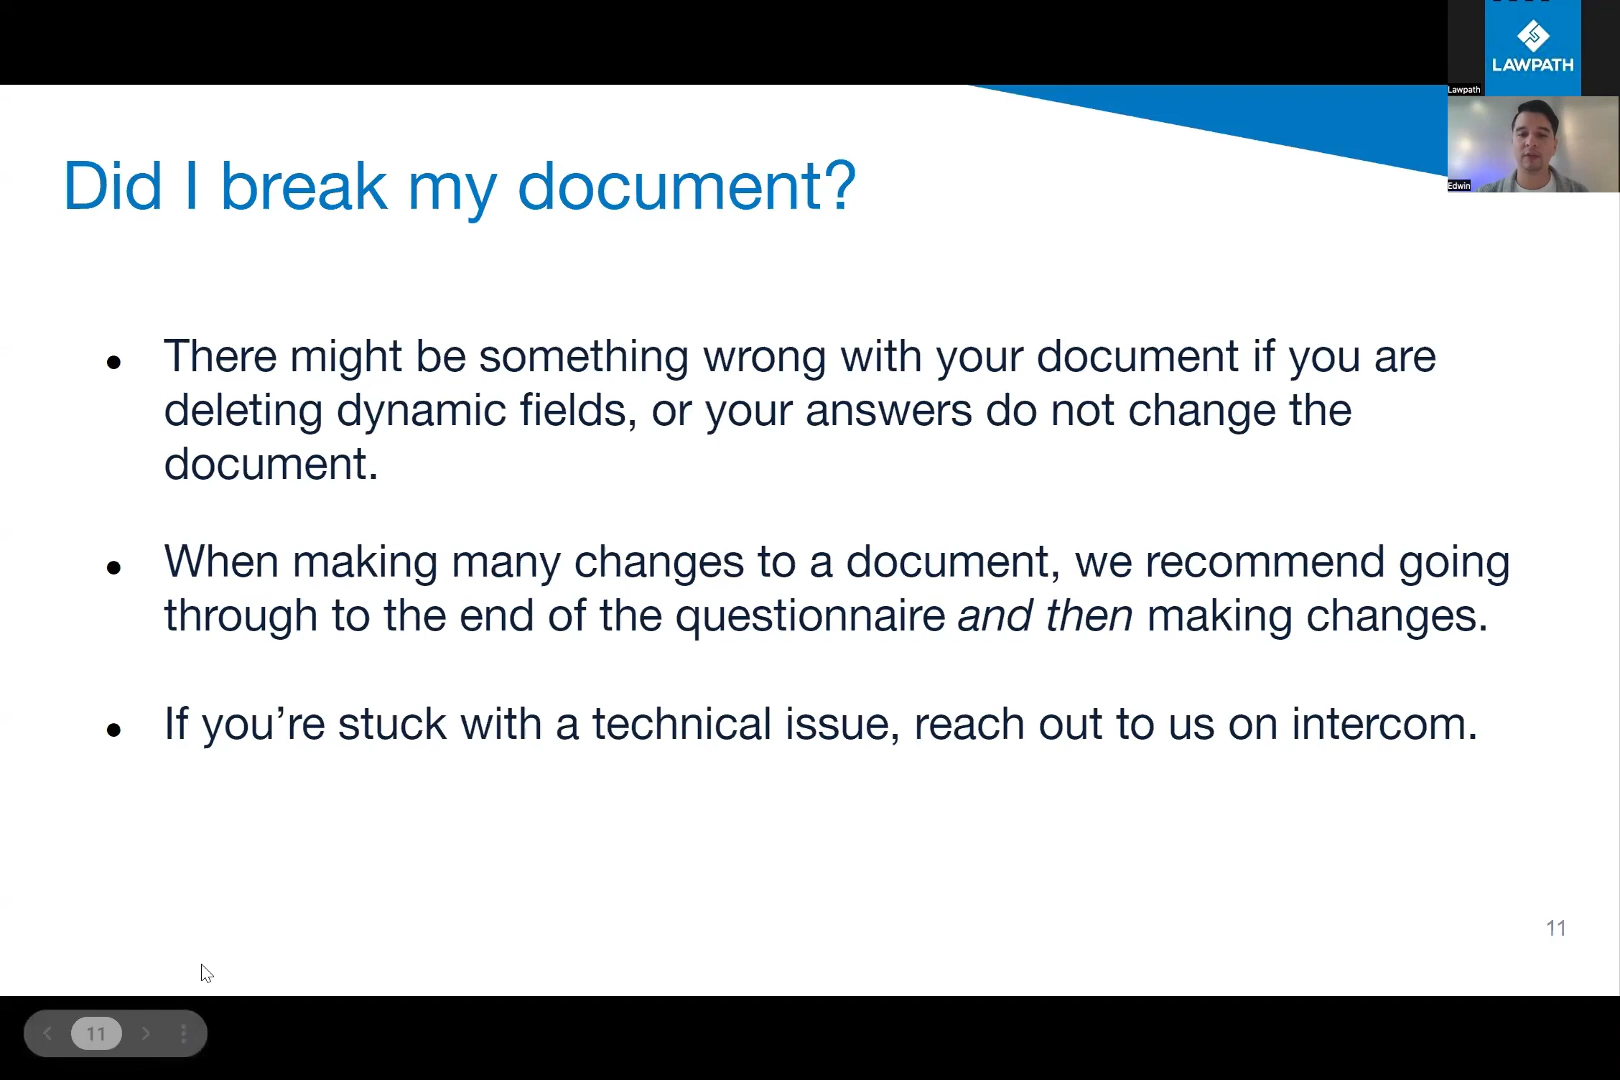 LAWPATH
Lawpath
Edwin
Did I break my document?
● There might be something wrong with your document if you are
deleting dynamic fields, or your answers do not change the
document.
● When making many changes to a document, we recommend going
through to the end of the questionnaire and then making changes.
● If you’re stuck with a technical issue, reach out to us on intercom.
11
11